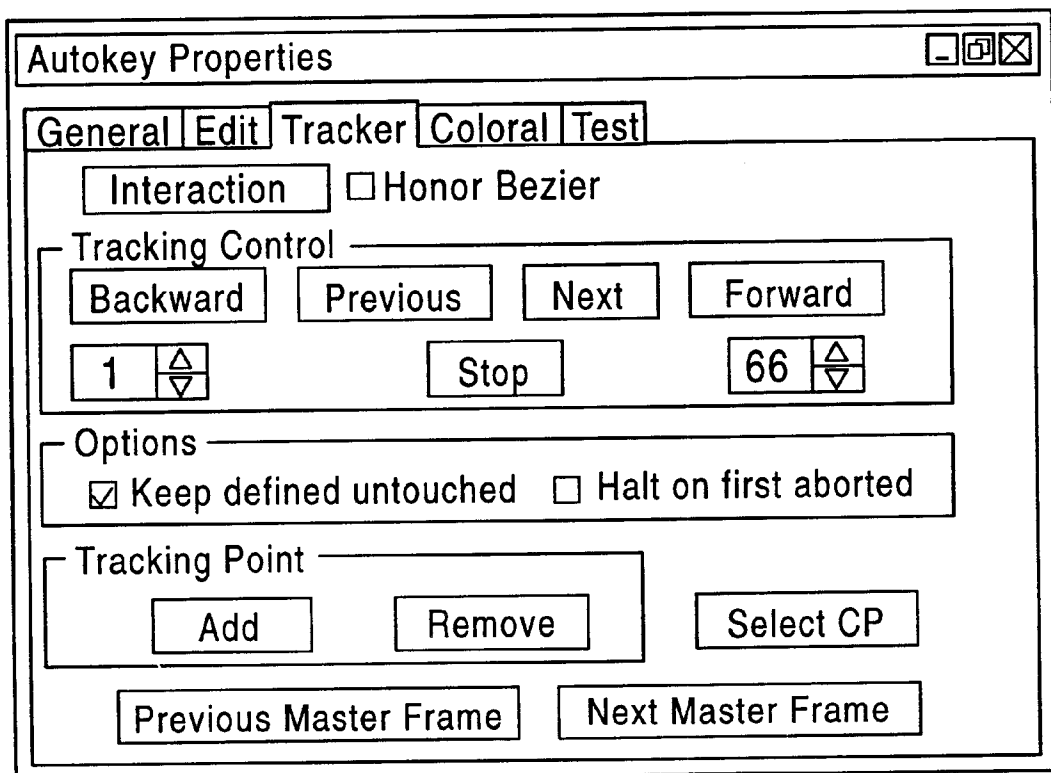 Autokey Properties
General Edit Tracker Coloral Test
Interaction Honor Bezier
Tracking Control
Backward Previous Next Forward
1 Stop 66
Options
Keep defined untouched Halt on first aborted
Tracking Point
Add Remove Select CP
Previous Master Frame Next Master Frame